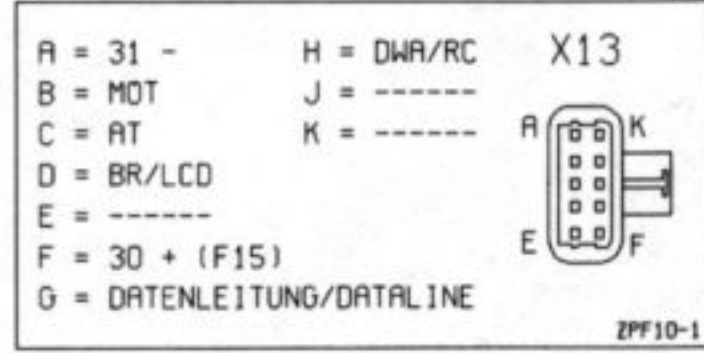 A = 31 -
B = MOT
C = AT
D = BR/LCD
E = ------
F = 30 + (F15)
G = DATENLEITUNG/DATALINE
H = DWA/RC
J = ------
K = ------
X13
A K
E F
ZPF10-1